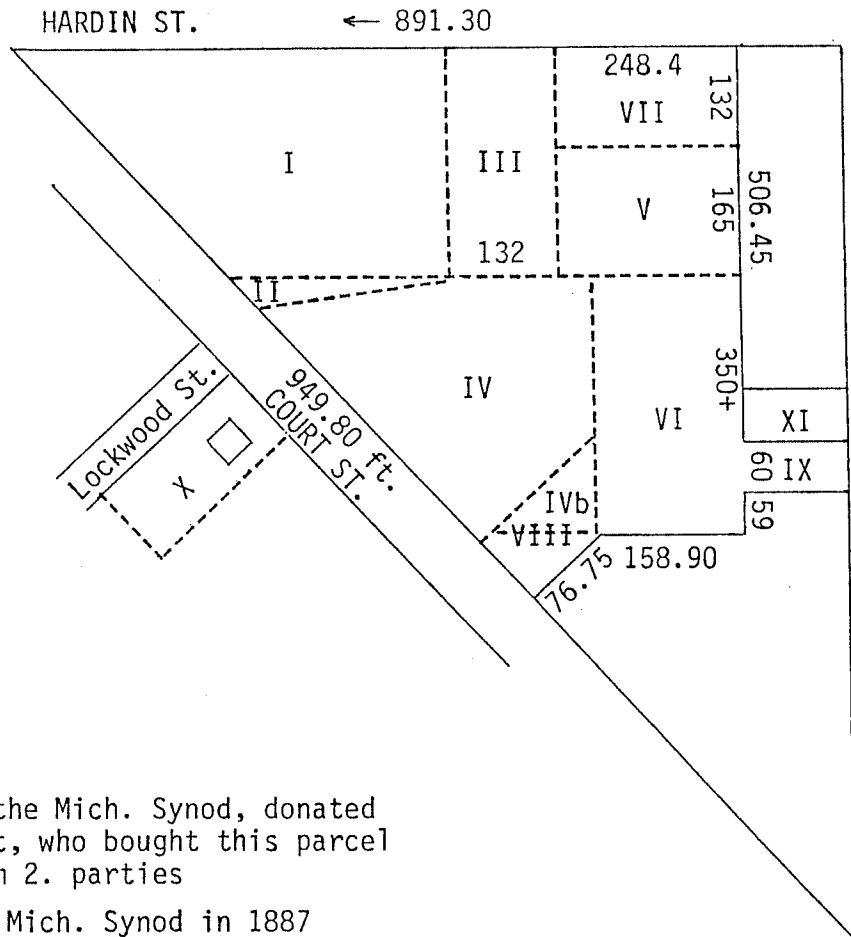 HARDIN ST. ← 891.30
248.4
132
VII
I
III
V
165
506.45
132
II
350+
IV
VI
XI
949.80 ft.
COURT ST.
Lockwood St.
X
60
IX
IVb
59
VIII
158.90
76.75
the Mich. Synod, donated
, who bought this parcel
2. parties
Mich. Synod in 1887